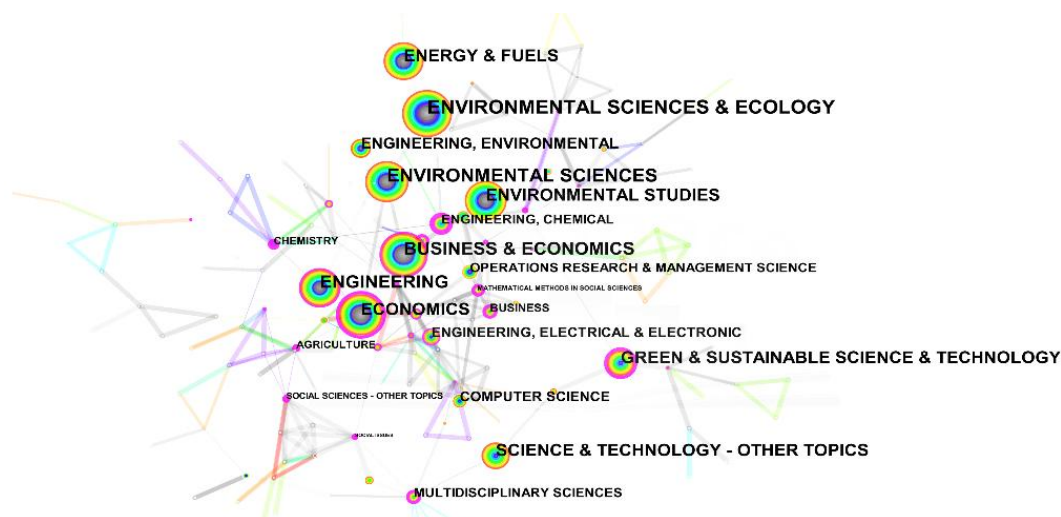 ENERGY & FUELS
ENVIRONMENTAL SCIENCES & ECOLOGY
ENGINEERING, ENVIRONMENTAL
ENVIRONMENTAL SCIENCES
ENVIRONMENTAL STUDIES
ENGINEERING, CHEMICAL
CHEMISTRY
BUSINESS & ECONOMICS
OPERATIONS RESEARCH & MANAGEMENT SCIENCE
ENGINEERING
MATHEMATICAL METHODS IN SOCIAL SCIENCES
ECONOMICS
BUSINESS
ENGINEERING, ELECTRICAL & ELECTRONIC
AGRICULTURE
GREEN & SUSTAINABLE SCIENCE & TECHNOLOGY
SOCIAL SCIENCES - OTHER TOPICS
COMPUTER SCIENCE
SOCIAL ISSUES
SCIENCE & TECHNOLOGY - OTHER TOPICS
MULTIDISCIPLINARY SCIENCES